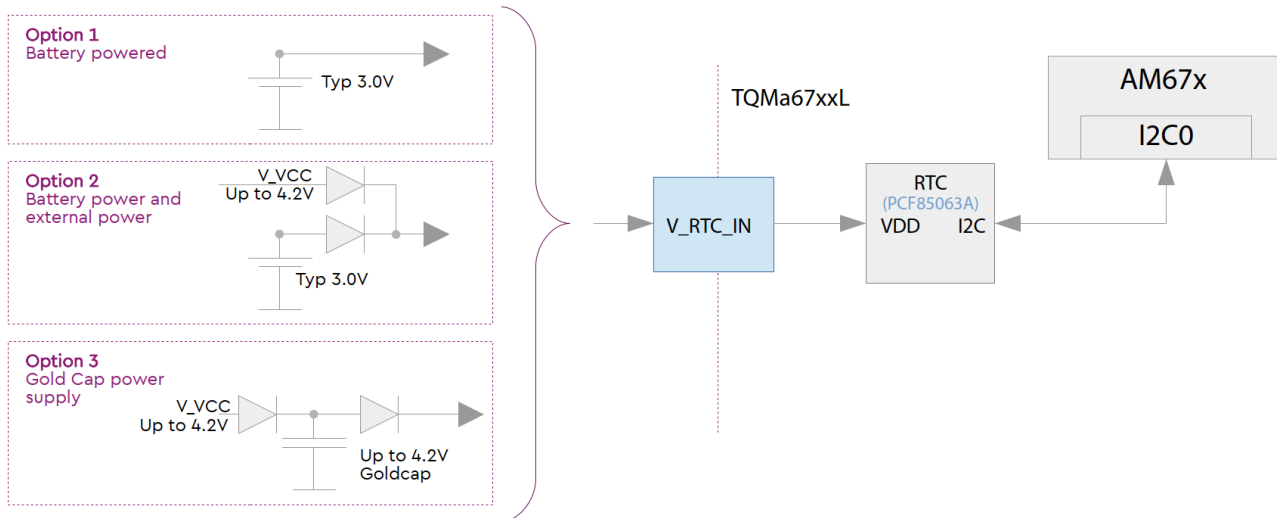 Option 1
Battery powered
Typ 3.0V
Option 2
Battery power and
external power
V_VCC
Up to 4.2V
Typ 3.0V
Option 3
Gold Cap power
supply
V_VCC
Up to 4.2V
Up to 4.2V
Goldcap
TQMa67xxL
V_RTC_IN
RTC
(PCF85063A)
VDD I2C
AM67x
I2C0